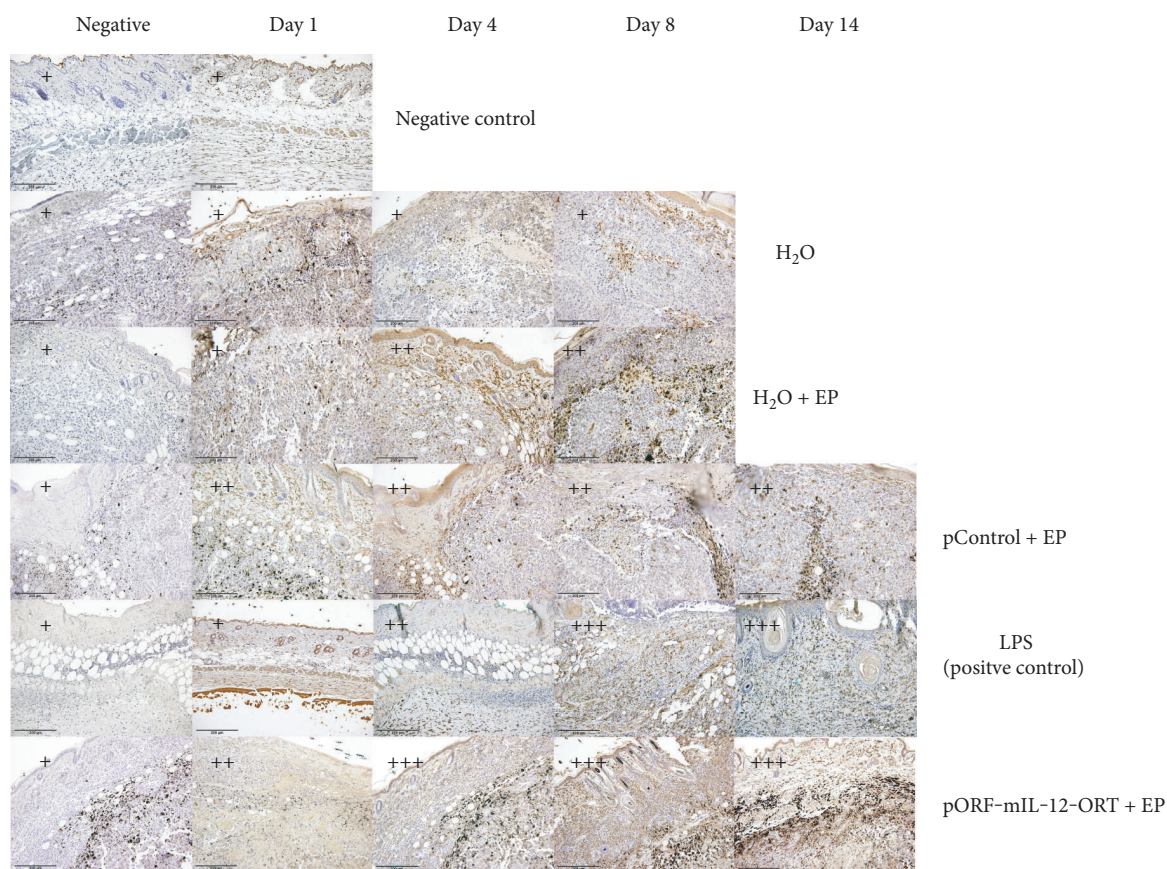 Negative Day 1 Day 4 Day 8 Day 14
+ +
Negative control
+ + + +
H₂O
+ + ++ ++
H₂O + EP
+ ++ ++ ++ ++
pControl + EP
+ + ++ +++ +++
LPS
(positve control)
+ ++ +++ +++ +++
pORF-mIL-12-ORT + EP